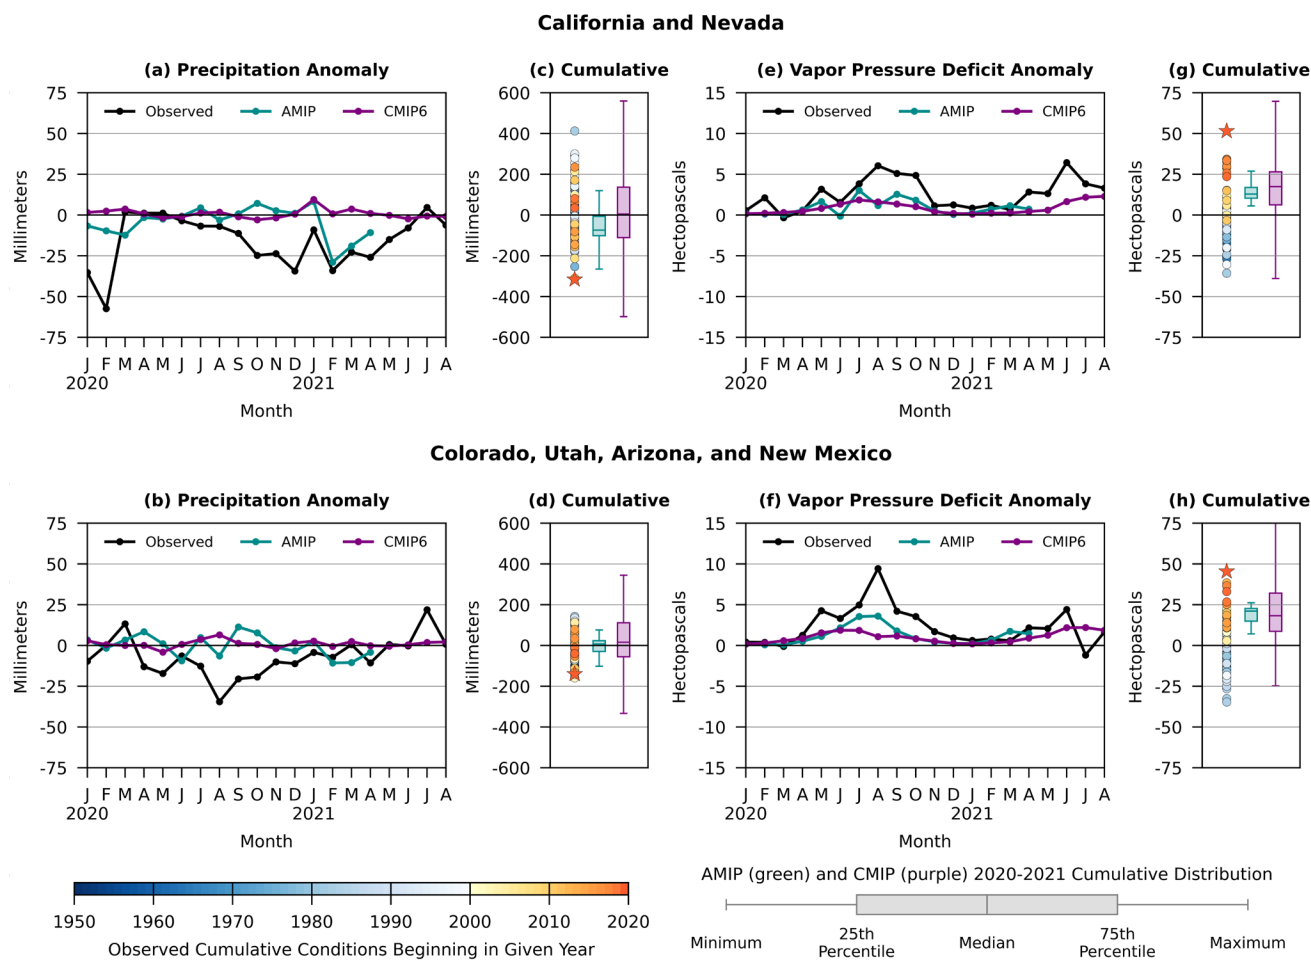 California and Nevada
(a) Precipitation Anomaly
Millimeters
75
50
25
0
-25
-50
-75
Observed
AMIP
CMIP6
J F M A M J J A S O N D J F M A M J J A
2020
2021
Month
(c) Cumulative
Millimeters
600
400
200
0
-200
-400
-600
(e) Vapor Pressure Deficit Anomaly
Hectopascals
15
10
5
0
-5
-10
-15
Observed
AMIP
CMIP6
J F M A M J J A S O N D J F M A M J J A
2020
2021
Month
(g) Cumulative
Hectopascals
75
50
25
0
-25
-50
-75
Colorado, Utah, Arizona, and New Mexico
(b) Precipitation Anomaly
Millimeters
75
50
25
0
-25
-50
-75
Observed
AMIP
CMIP6
J F M A M J J A S O N D J F M A M J J A
2020
2021
Month
(d) Cumulative
Millimeters
600
400
200
0
-200
-400
-600
(f) Vapor Pressure Deficit Anomaly
Hectopascals
15
10
5
0
-5
-10
-15
Observed
AMIP
CMIP6
J F M A M J J A S O N D J F M A M J J A
2020
2021
Month
(h) Cumulative
Hectopascals
75
50
25
0
-25
-50
-75
1950 1960 1970 1980 1990 2000 2010 2020
Observed Cumulative Conditions Beginning in Given Year
AMIP (green) and CMIP (purple) 2020-2021 Cumulative Distribution
Minimum
25th
Percentile
Median
75th
Percentile
Maximum